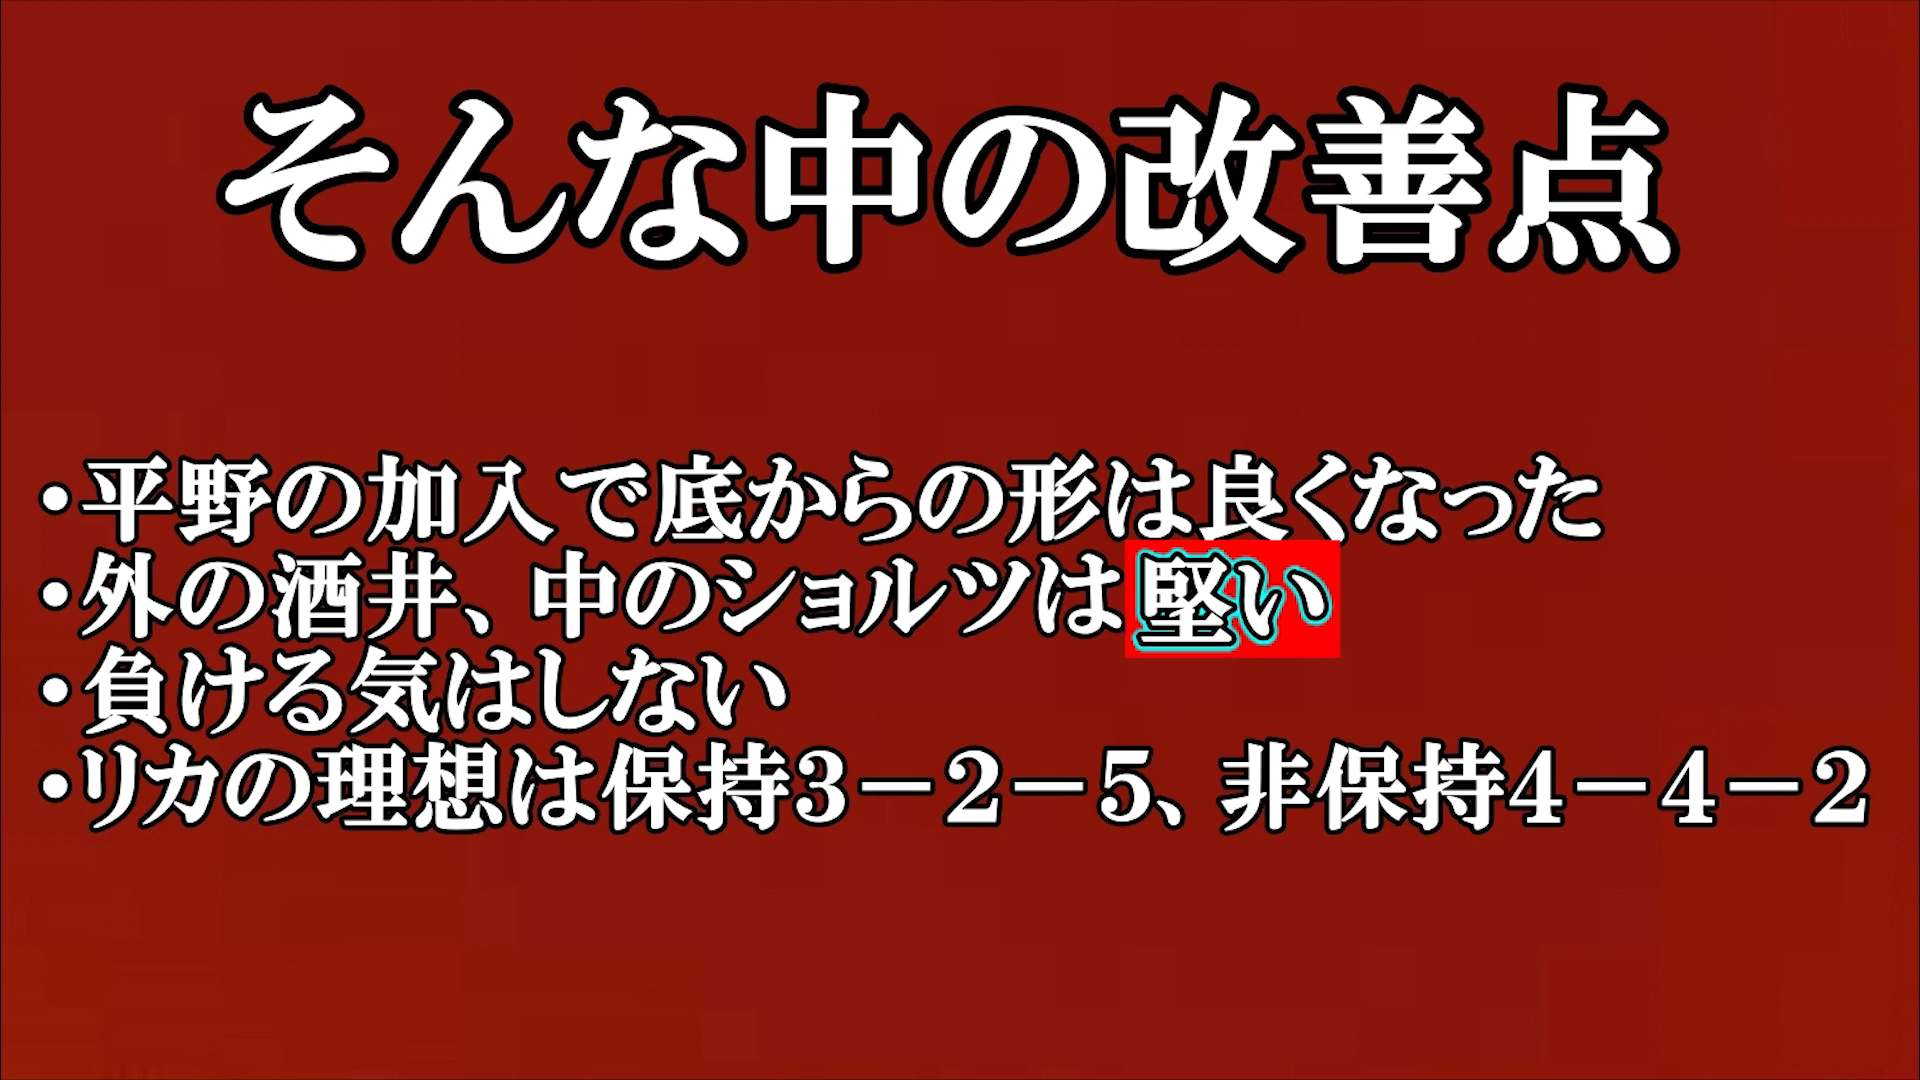 そんな中の改善点
・平野の加入で底からの形は良くなった
・外の酒井、中のショルツは堅い
・負ける気はしない
・リカの理想は保持3－2－5、非保持4－4－2